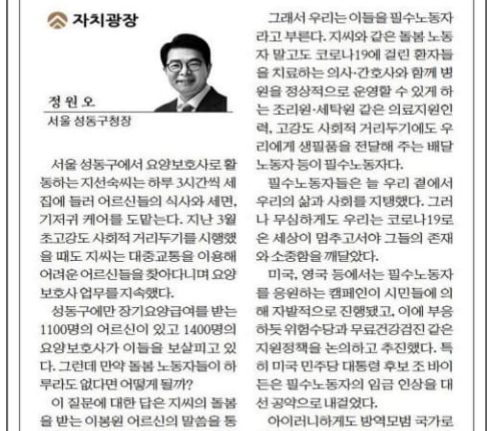 자치광장
정원오
서울 성동구청장
서울 성동구에서 요양보호사로 활
동하는 지선숙씨는 하루 3시간씩 세
집에 들러 어르신들의 식사와 세면,
기저귀 케어를 도맡는다. 지난 3월
초고강도 사회적 거리두기를 시행했
을 때도 지씨는 대중교통을 이용해
어려운 어르신들을 찾아다니며 요양
보호사 업무를 지속했다.
성동구에만 장기요양급여를 받는
1100명의 어르신이 있고 1400명의
요양보호사가 이들을 보살피고 있
다. 그런데 만약 돌봄 노동자들이 하
루라도 없다면 어떻게 될까?
이 질문에 대한 답은 지씨의 돌봄
을 받는 이봉원 어르신의 말씀을 통
그래서 우리는 이들을 필수노동자
라고 부른다. 지씨와 같은 돌봄 노동
자 말고도 코로나19에 걸린 환자들
을 치료하는 의사·간호사와 함께 병
원을 정상적으로 운영할 수 있게 하
는 조리원·세탁원 같은 의료지원인
력, 고강도 사회적 거리두기에도 우
리에게 생필품을 전달해 주는 배달
노동자 등이 필수노동자다.
필수노동자들은 늘 우리 곁에서
우리의 삶과 사회를 지탱했다. 그러
나 무심하게도 우리는 코로나19로
온 세상이 멈추고서야 그들의 존재
와 소중함을 깨달았다.
미국, 영국 등에서는 필수노동자
를 응원하는 캠페인이 시민들에 의
해 자발적으로 진행됐고, 이에 부응
하듯 위험수당과 무료건강검진 같은
지원정책을 논의하고 추진했다. 특
히 미국 민주당 대통령 후보 조 바이
든은 필수노동자의 임금 인상을 대
선 공약으로 내걸었다.
아이러니하게도 방역모범 국가로